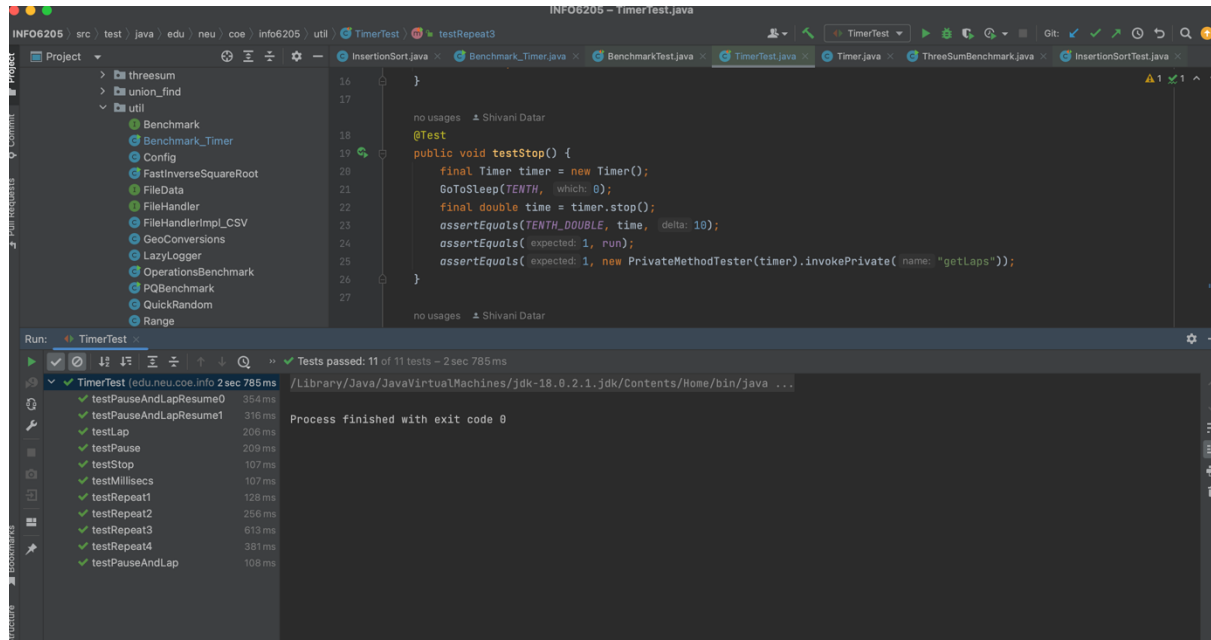 INFO6205 – TimerTest.java
INFO6205 src test java edu neu coe info6205 util TimerTest testRepeat3 TimerTest Git:
Project InsertionSort.java Benchmark_Timer.java BenchmarkTest.java TimerTest.java Timer.java ThreeSumBenchmark.java InsertionSortTest.java
Project
Commit
Pull Requests
threesum
union_find
util
Benchmark
Benchmark_Timer
Config
FastInverseSquareRoot
FileData
FileHandler
FileHandlerImpl_CSV
GeoConversions
LazyLogger
OperationsBenchmark
PQBenchmark
QuickRandom
Range
1 1
16 }
17
no usages Shivani Datar
18 @Test
19 public void testStop() {
20 final Timer timer = new Timer();
21 GoToSleep(TENTH, which: 0);
22 final double time = timer.stop();
23 assertEquals(TENTH_DOUBLE, time, delta: 10);
24 assertEquals( expected: 1, run);
25 assertEquals( expected: 1, new PrivateMethodTester(timer).invokePrivate( name: "getLaps"));
26 }
27
no usages Shivani Datar
Run: TimerTest
» Tests passed: 11 of 11 tests – 2 sec 785 ms
TimerTest (edu.neu.coe.info 2 sec 785 ms
testPauseAndLapResume0 354 ms
testPauseAndLapResume1 316 ms
testLap 206 ms
testPause 209 ms
testStop 107 ms
testMillisecs 107 ms
testRepeat1 128 ms
testRepeat2 256 ms
testRepeat3 613 ms
testRepeat4 381 ms
testPauseAndLap 108 ms
/Library/Java/JavaVirtualMachines/jdk-18.0.2.1.jdk/Contents/Home/bin/java ...
Process finished with exit code 0
Bookmarks